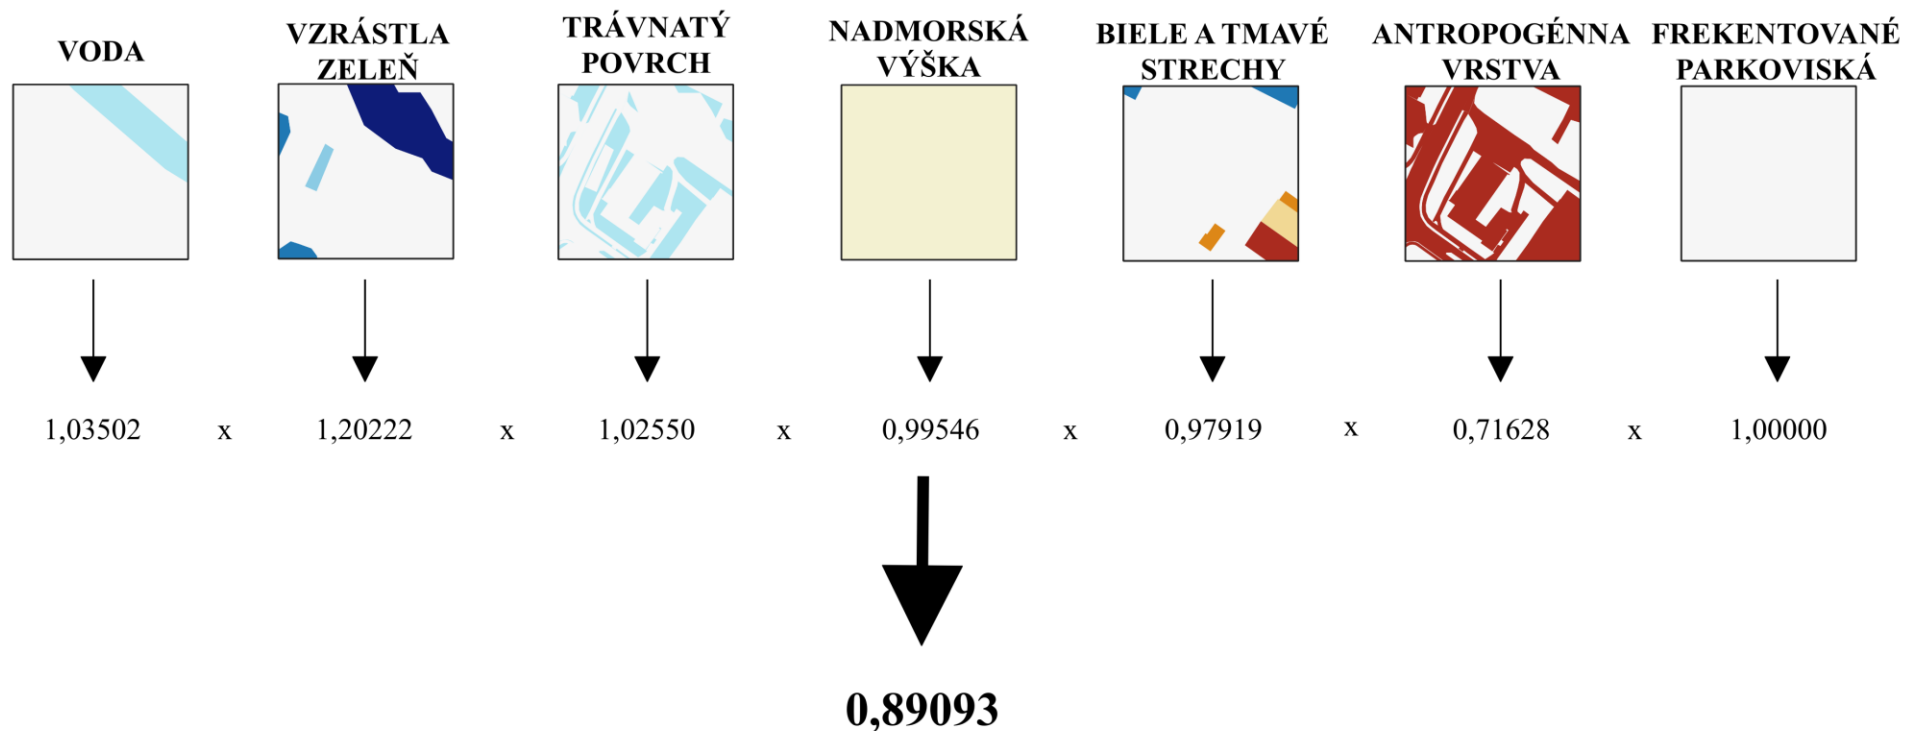 VODA
VZRÁSTLA
ZELEŇ
TRÁVNATÝ
POVRCH
NADMORSKÁ
VÝŠKA
BIELE A TMAVÉ
STRECHY
ANTROPOGÉNNA
VRSTVA
FREKENTOVANÉ
PARKOVISKÁ
1,03502 x 1,20222 x 1,02550 x 0,99546 x 0,97919 x 0,71628 x 1,00000
0,89093